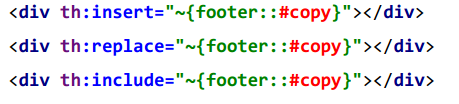 <div th:insert="~{footer::#copy}"></div>
<div th:replace="~{footer::#copy}"></div>
<div th:include="~{footer::#copy}"></div>